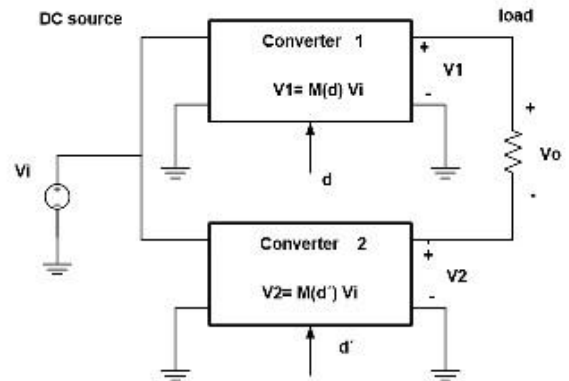 DC source
load
Converter 1
V1= M(d) Vi
+
V1
-
d
+
Vo
-
Vi
Converter 2
V2= M(d´) Vi
+
V2
-
d´